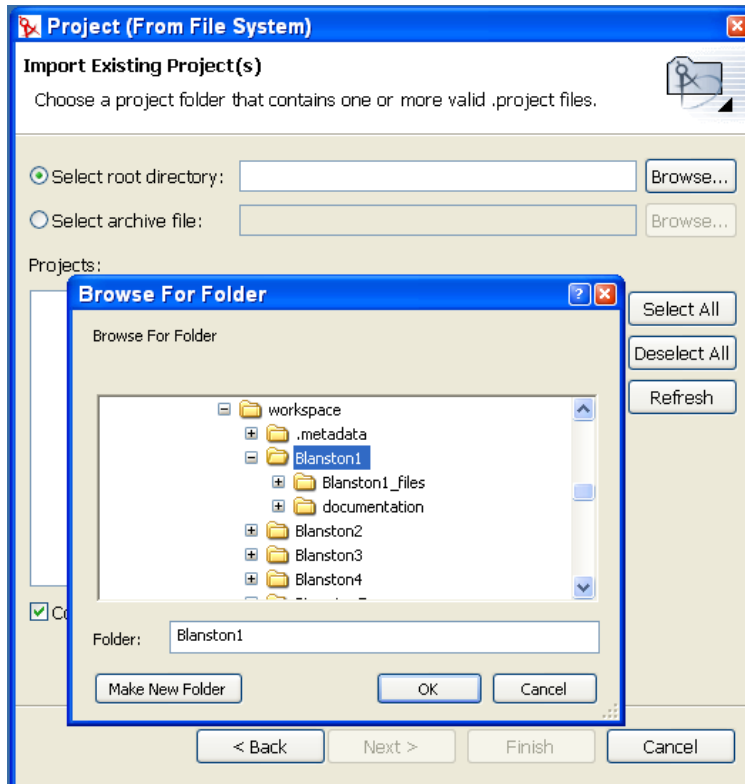 Project (From File System)
Import Existing Project(s)
Choose a project folder that contains one or more valid .project files.
Select root directory:
Browse...
Select archive file:
Browse...
Projects:
Select All
Deselect All
Refresh
Browse For Folder
Browse For Folder
workspace
.metadata
Blanston1
Blanston1_files
documentation
Blanston2
Blanston3
Blanston4
Folder: Blanston1
Make New Folder
OK
Cancel
< Back
Next >
Finish
Cancel